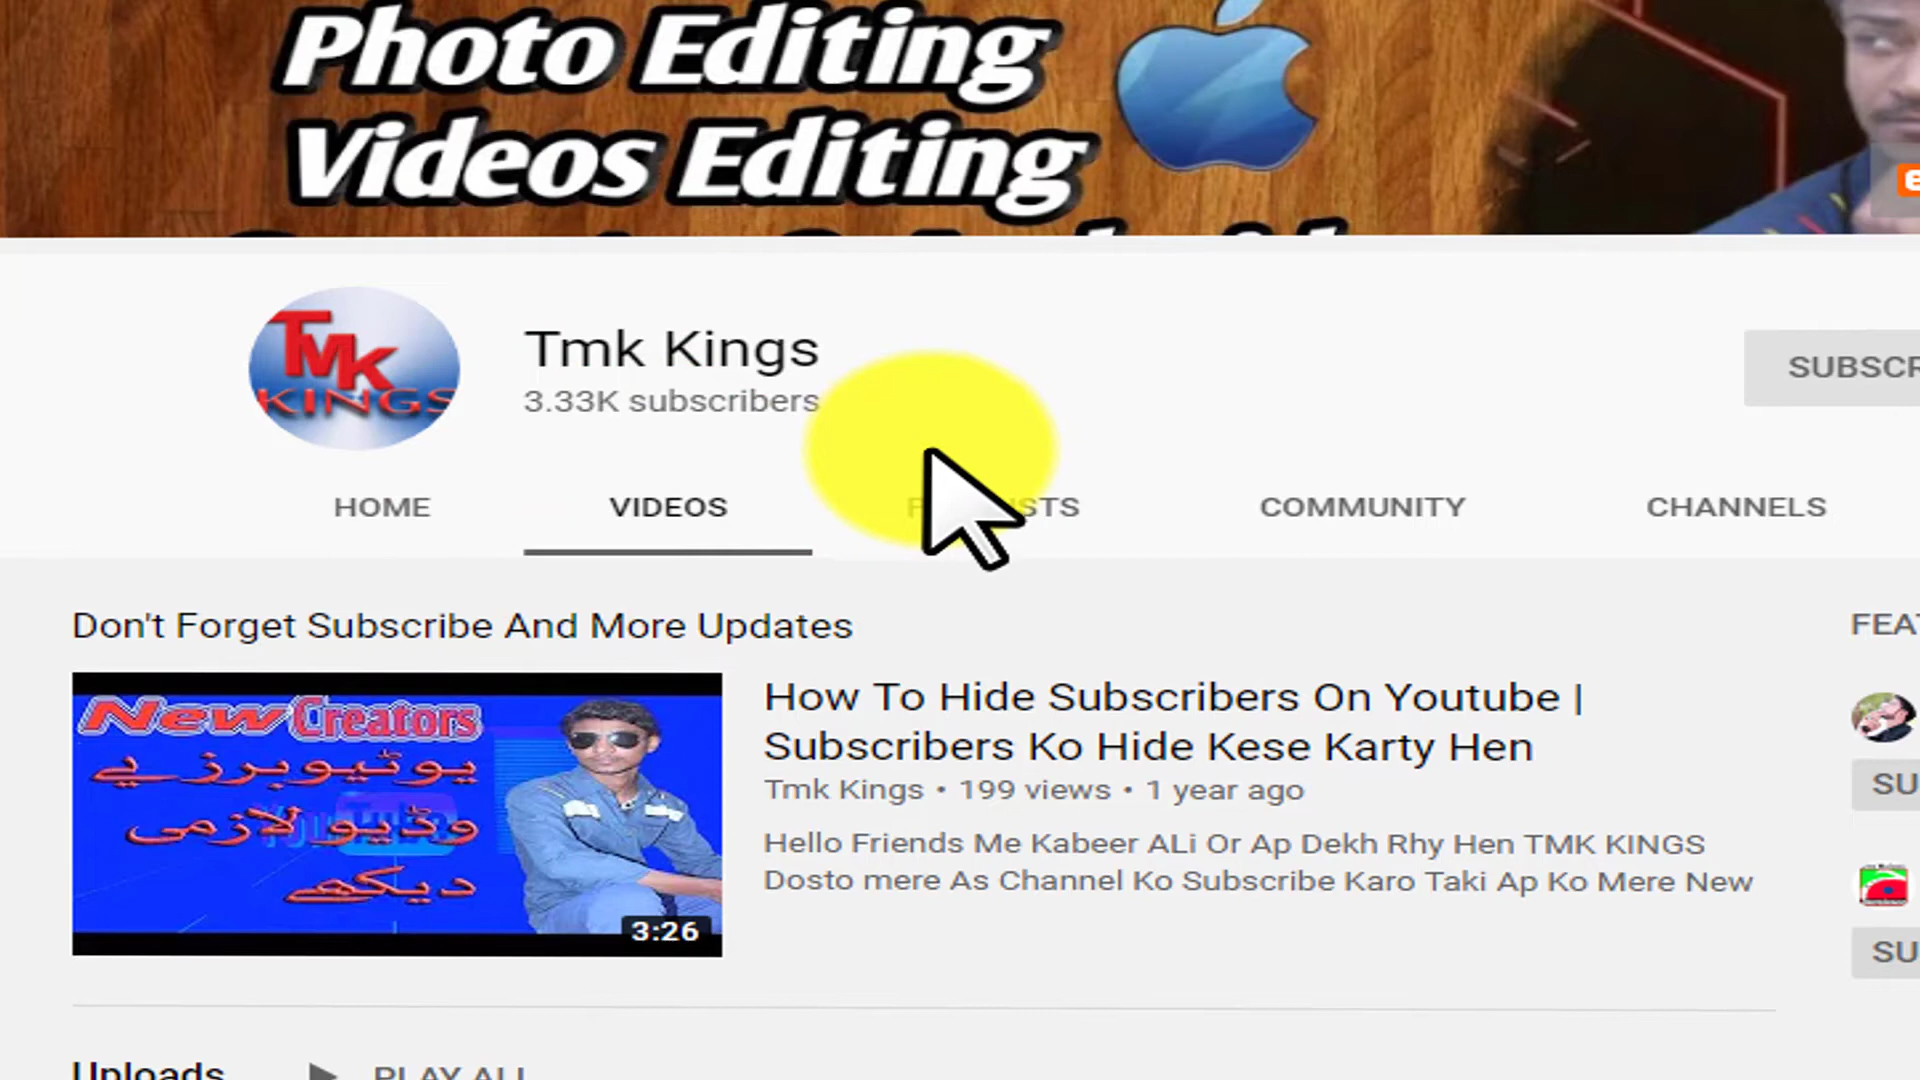 Photo Editing
Videos Editing
TMK
KINGS
Tmk Kings
3.33K subscribers
SUBSCR
HOME
VIDEOS
COMMUNITY
CHANNELS
Don't Forget Subscribe And More Updates
FEAT
New Creators
یوٹیوبرز یے
وڈیو لازمی
دیکھے
3:26
How To Hide Subscribers On Youtube |
Subscribers Ko Hide Kese Karty Hen
Tmk Kings • 199 views • 1 year ago
Hello Friends Me Kabeer ALi Or Ap Dekh Rhy Hen TMK KINGS
Dosto mere As Channel Ko Subscribe Karo Taki Ap Ko Mere New
SU
SU
Uploads
PLAY ALL